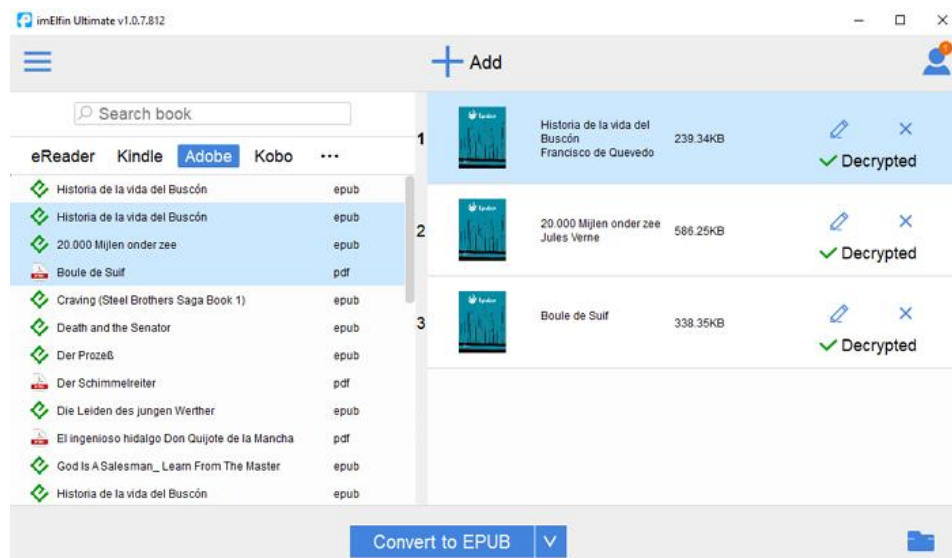 imElfin Ultimate v1.0.7.812
Add
1
Search book
eReader Kindle Adobe Kobo ...
Historia de la vida del Buscón epub
Historia de la vida del Buscón epub
20.000 Mijlen onder zee epub
Boule de Suif pdf
Craving (Steel Brothers Saga Book 1) epub
Death and the Senator epub
Der Prozeß epub
Der Schimmelreiter pdf
Die Leiden des jungen Werther epub
El ingenioso hidalgo Don Quijote de la Mancha pdf
God Is A Salesman_ Learn From The Master epub
Historia de la vida del Buscón epub
1
Historia de la vida del
Buscón
Francisco de Quevedo
239.34KB
Decrypted
2
20.000 Mijlen onder zee
Jules Verne
586.25KB
Decrypted
3
Boule de Suif
338.35KB
Decrypted
Convert to EPUB